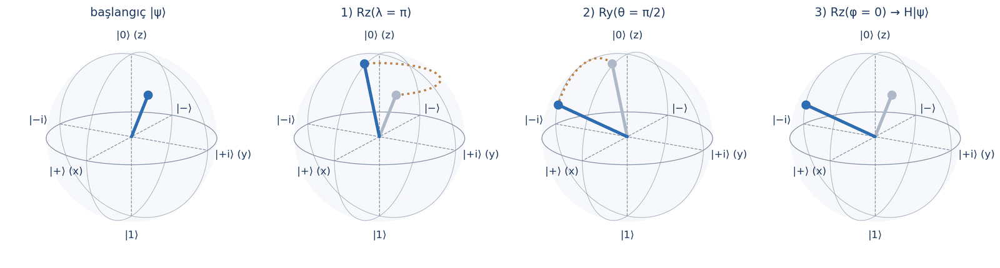 başlangıç |ψ⟩
|0⟩ (z)
|−⟩
|−i⟩
|+i⟩ (y)
|+⟩ (x)
|1⟩
1) Rz(λ = π)
|0⟩ (z)
|−⟩
|−i⟩
|+i⟩ (y)
|+⟩ (x)
|1⟩
2) Ry(θ = π/2)
|0⟩ (z)
|−⟩
|−i⟩
|+i⟩ (y)
|+⟩ (x)
|1⟩
3) Rz(φ = 0) → H|ψ⟩
|0⟩ (z)
|−⟩
|−i⟩
|+i⟩ (y)
|+⟩ (x)
|1⟩